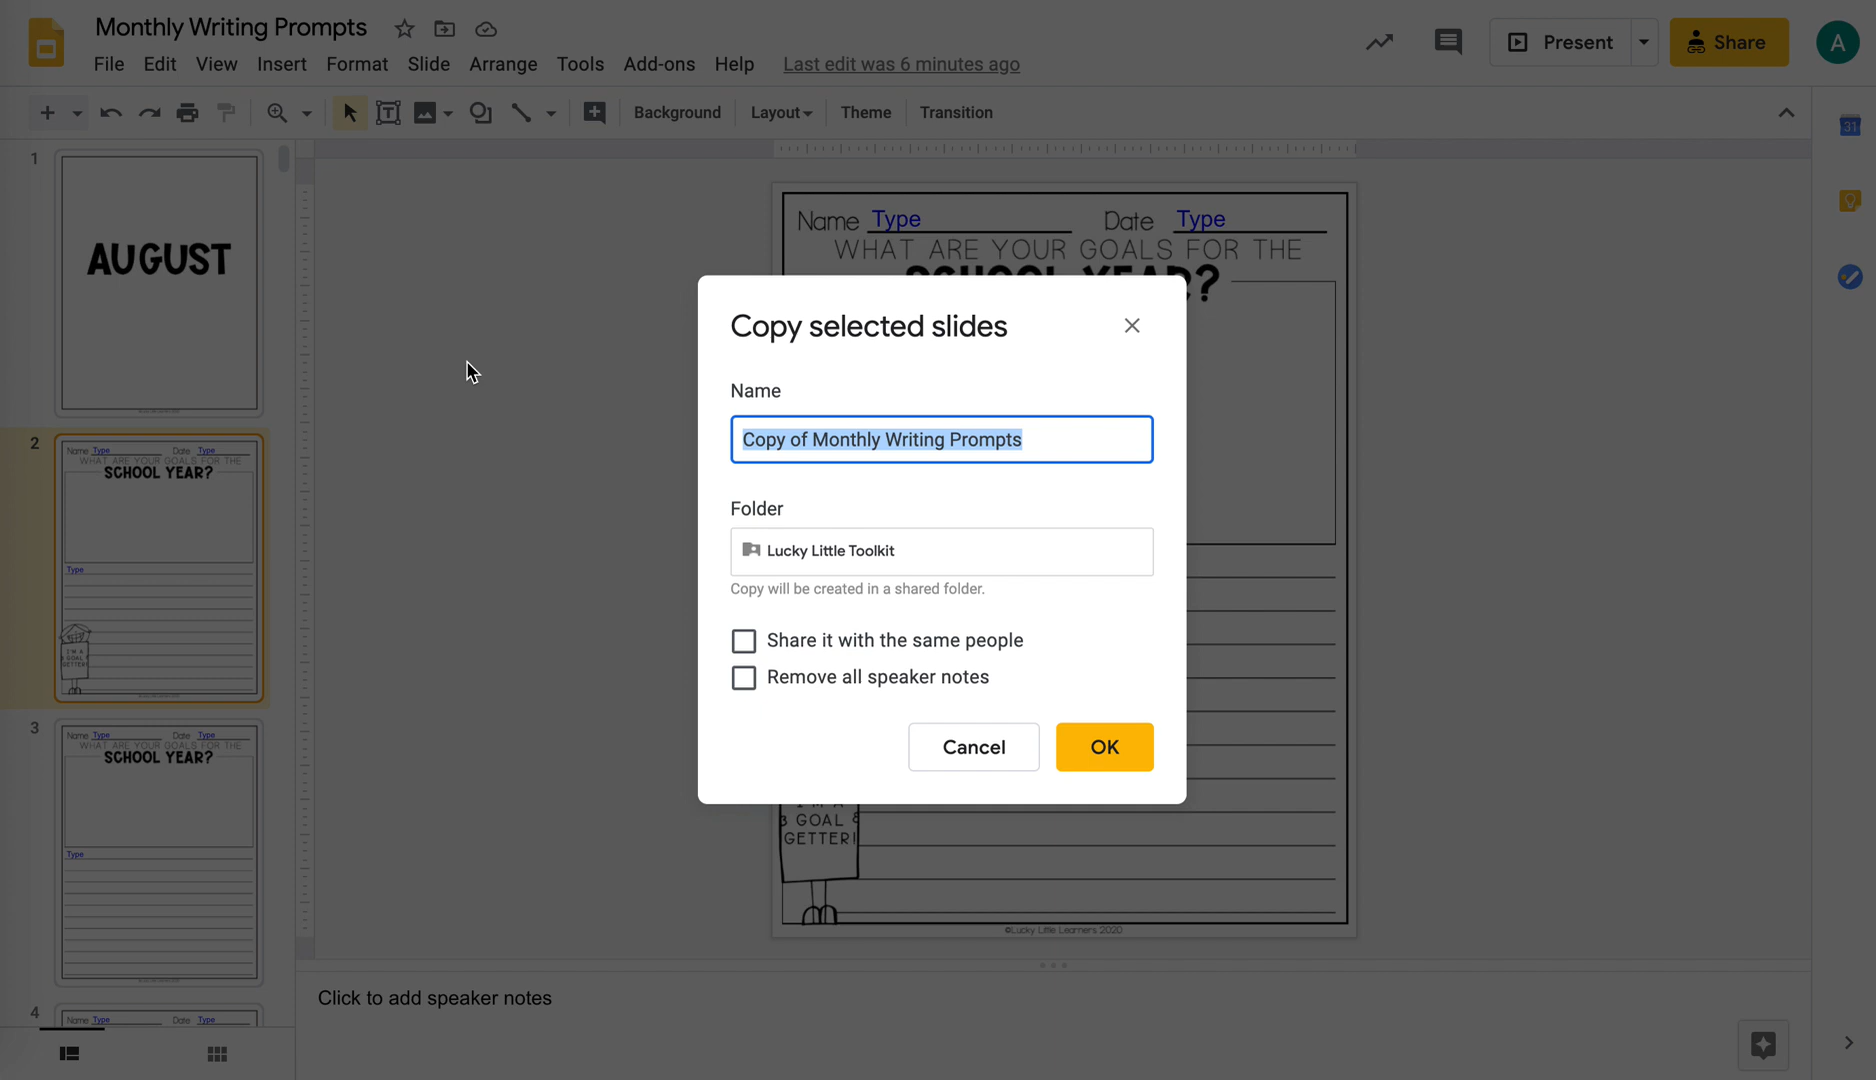 Monthly Writing Prompts
File Edit View Insert Format Slide Arrange Tools Add-ons Help Last edit was 6 minutes ago
Present
Share
A
Background Layout Theme Transition
31
1
AUGUST
2
Name Type Date Type
WHAT ARE YOUR GOALS FOR THE
SCHOOL YEAR?
Type
I'M A
GOAL
GETTER!
3
Name Type Date Type
WHAT ARE YOUR GOALS FOR THE
SCHOOL YEAR?
Type
4
Name Type Date Type
Name Type Date Type
WHAT ARE YOUR GOALS FOR THE
SCHOOL YEAR?
I'M A
GOAL
GETTER!
©Lucky Little Learners 2020
Copy selected slides
Name
Copy of Monthly Writing Prompts
Folder
Lucky Little Toolkit
Copy will be created in a shared folder.
Share it with the same people
Remove all speaker notes
Cancel OK
Click to add speaker notes